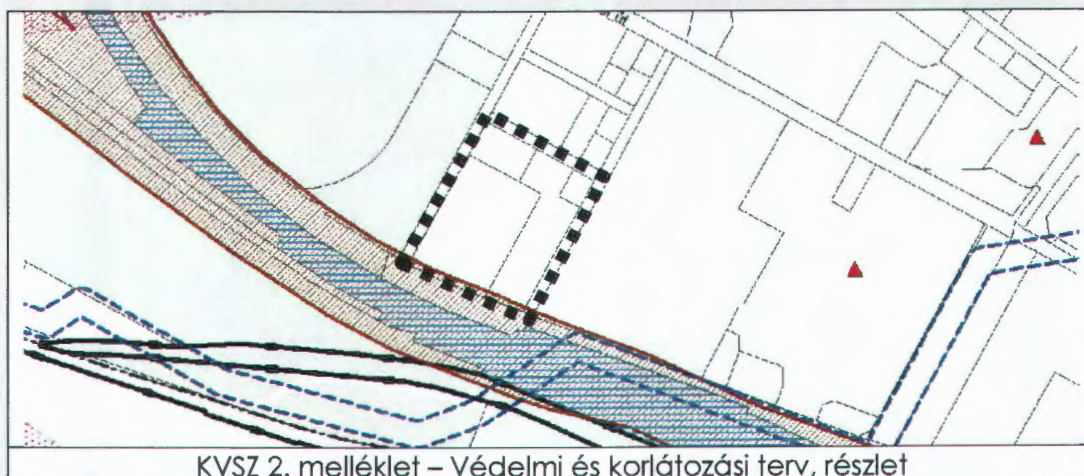 KVSZ 2. melléklet – Védelmi és korlátozási terv, részlet